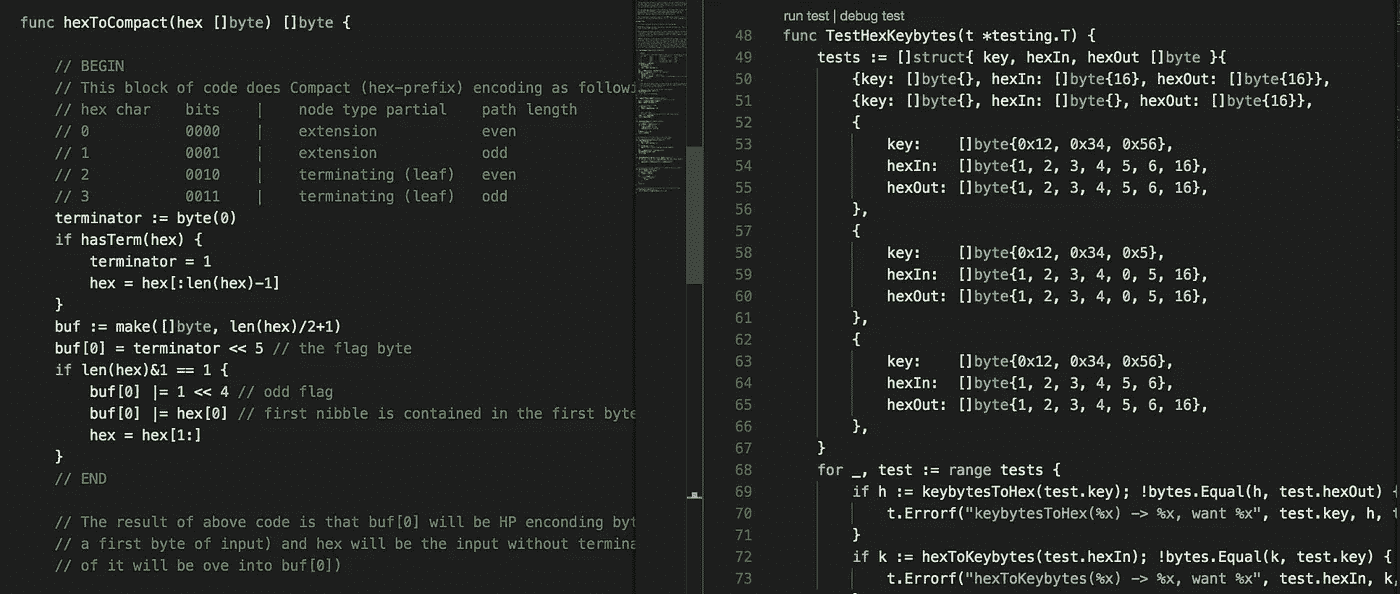 func hexToCompact(hex []byte) []byte {
// BEGIN
// This block of code does Compact (hex-prefix) encoding as followi
// hex char bits | node type partial path length
// 0 0000 | extension even
// 1 0001 | extension odd
// 2 0010 | terminating (leaf) even
// 3 0011 | terminating (leaf) odd
terminator := byte(0)
if hasTerm(hex) {
terminator = 1
hex = hex[:len(hex)-1]
}
buf := make([]byte, len(hex)/2+1)
buf[0] = terminator << 5 // the flag byte
if len(hex)&1 == 1 {
buf[0] |= 1 << 4 // odd flag
buf[0] |= hex[0] // first nibble is contained in the first byte
hex = hex[1:]
}
// END
// The result of above code is that buf[0] will be HP enconding byt
// a first byte of input) and hex will be the input without termina
// of it will be ove into buf[0])
run test | debug test
48 func TestHexKeybytes(t *testing.T) {
49 tests := []struct{ key, hexIn, hexOut []byte }{
50 {key: []byte{}, hexIn: []byte{16}, hexOut: []byte{16}},
51 {key: []byte{}, hexIn: []byte{}, hexOut: []byte{16}},
52 {
53 key: []byte{0x12, 0x34, 0x56},
54 hexIn: []byte{1, 2, 3, 4, 5, 6, 16},
55 hexOut: []byte{1, 2, 3, 4, 5, 6, 16},
56 },
57 {
58 key: []byte{0x12, 0x34, 0x5},
59 hexIn: []byte{1, 2, 3, 4, 0, 5, 16},
60 hexOut: []byte{1, 2, 3, 4, 0, 5, 16},
61 },
62 {
63 key: []byte{0x12, 0x34, 0x56},
64 hexIn: []byte{1, 2, 3, 4, 5, 6},
65 hexOut: []byte{1, 2, 3, 4, 5, 6, 16},
66 },
67 }
68 for _, test := range tests {
69 if h := keybytesToHex(test.key); !bytes.Equal(h, test.hexOut) {
70 t.Errorf("keybytesToHex(%x) -> %x, want %x", test.key, h, t
71 }
72 if k := hexToKeybytes(test.hexIn); !bytes.Equal(k, test.key) {
73 t.Errorf("hexToKeybytes(%x) -> %x, want %x", test.hexIn, k,